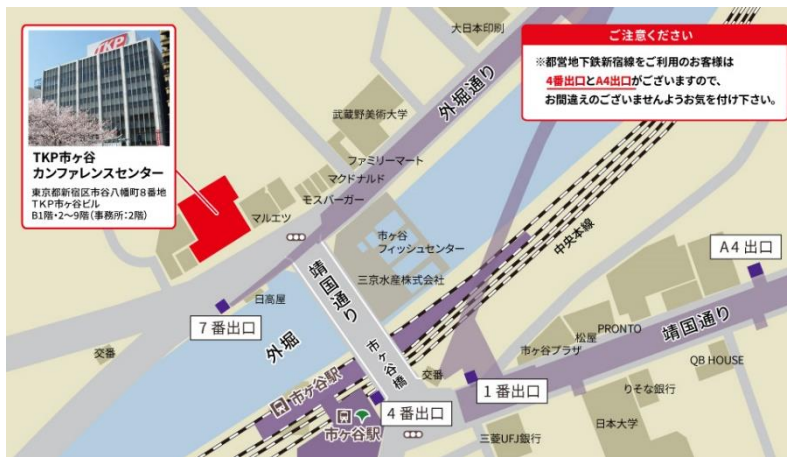 TKP
TKP市ヶ谷
カンファレンスセンター
東京都新宿区市谷八幡町8番地
TKP市ヶ谷ビル
B1階・2〜9階(事務所:2階)
ご注意ください
※都営地下鉄新宿線をご利用のお客様は
4番出口とA4出口がございますので、
お間違えのございませんようお気を付け下さい。
大日本印刷
外堀通り
武蔵野美術大学
ファミリーマート
マクドナルド
モスバーガー
マルエツ
市ヶ谷
フィッシュセンター
三京水産株式会社
中央本線
A4 出口
靖国通り
日高屋
7 番出口
交番
外堀
市ヶ谷橋
市ヶ谷駅
市ヶ谷駅
4 番出口
交番
1 番出口
市ヶ谷プラザ
松屋
PRONTO
靖国通り
QB HOUSE
りそな銀行
日本大学
三菱UFJ銀行